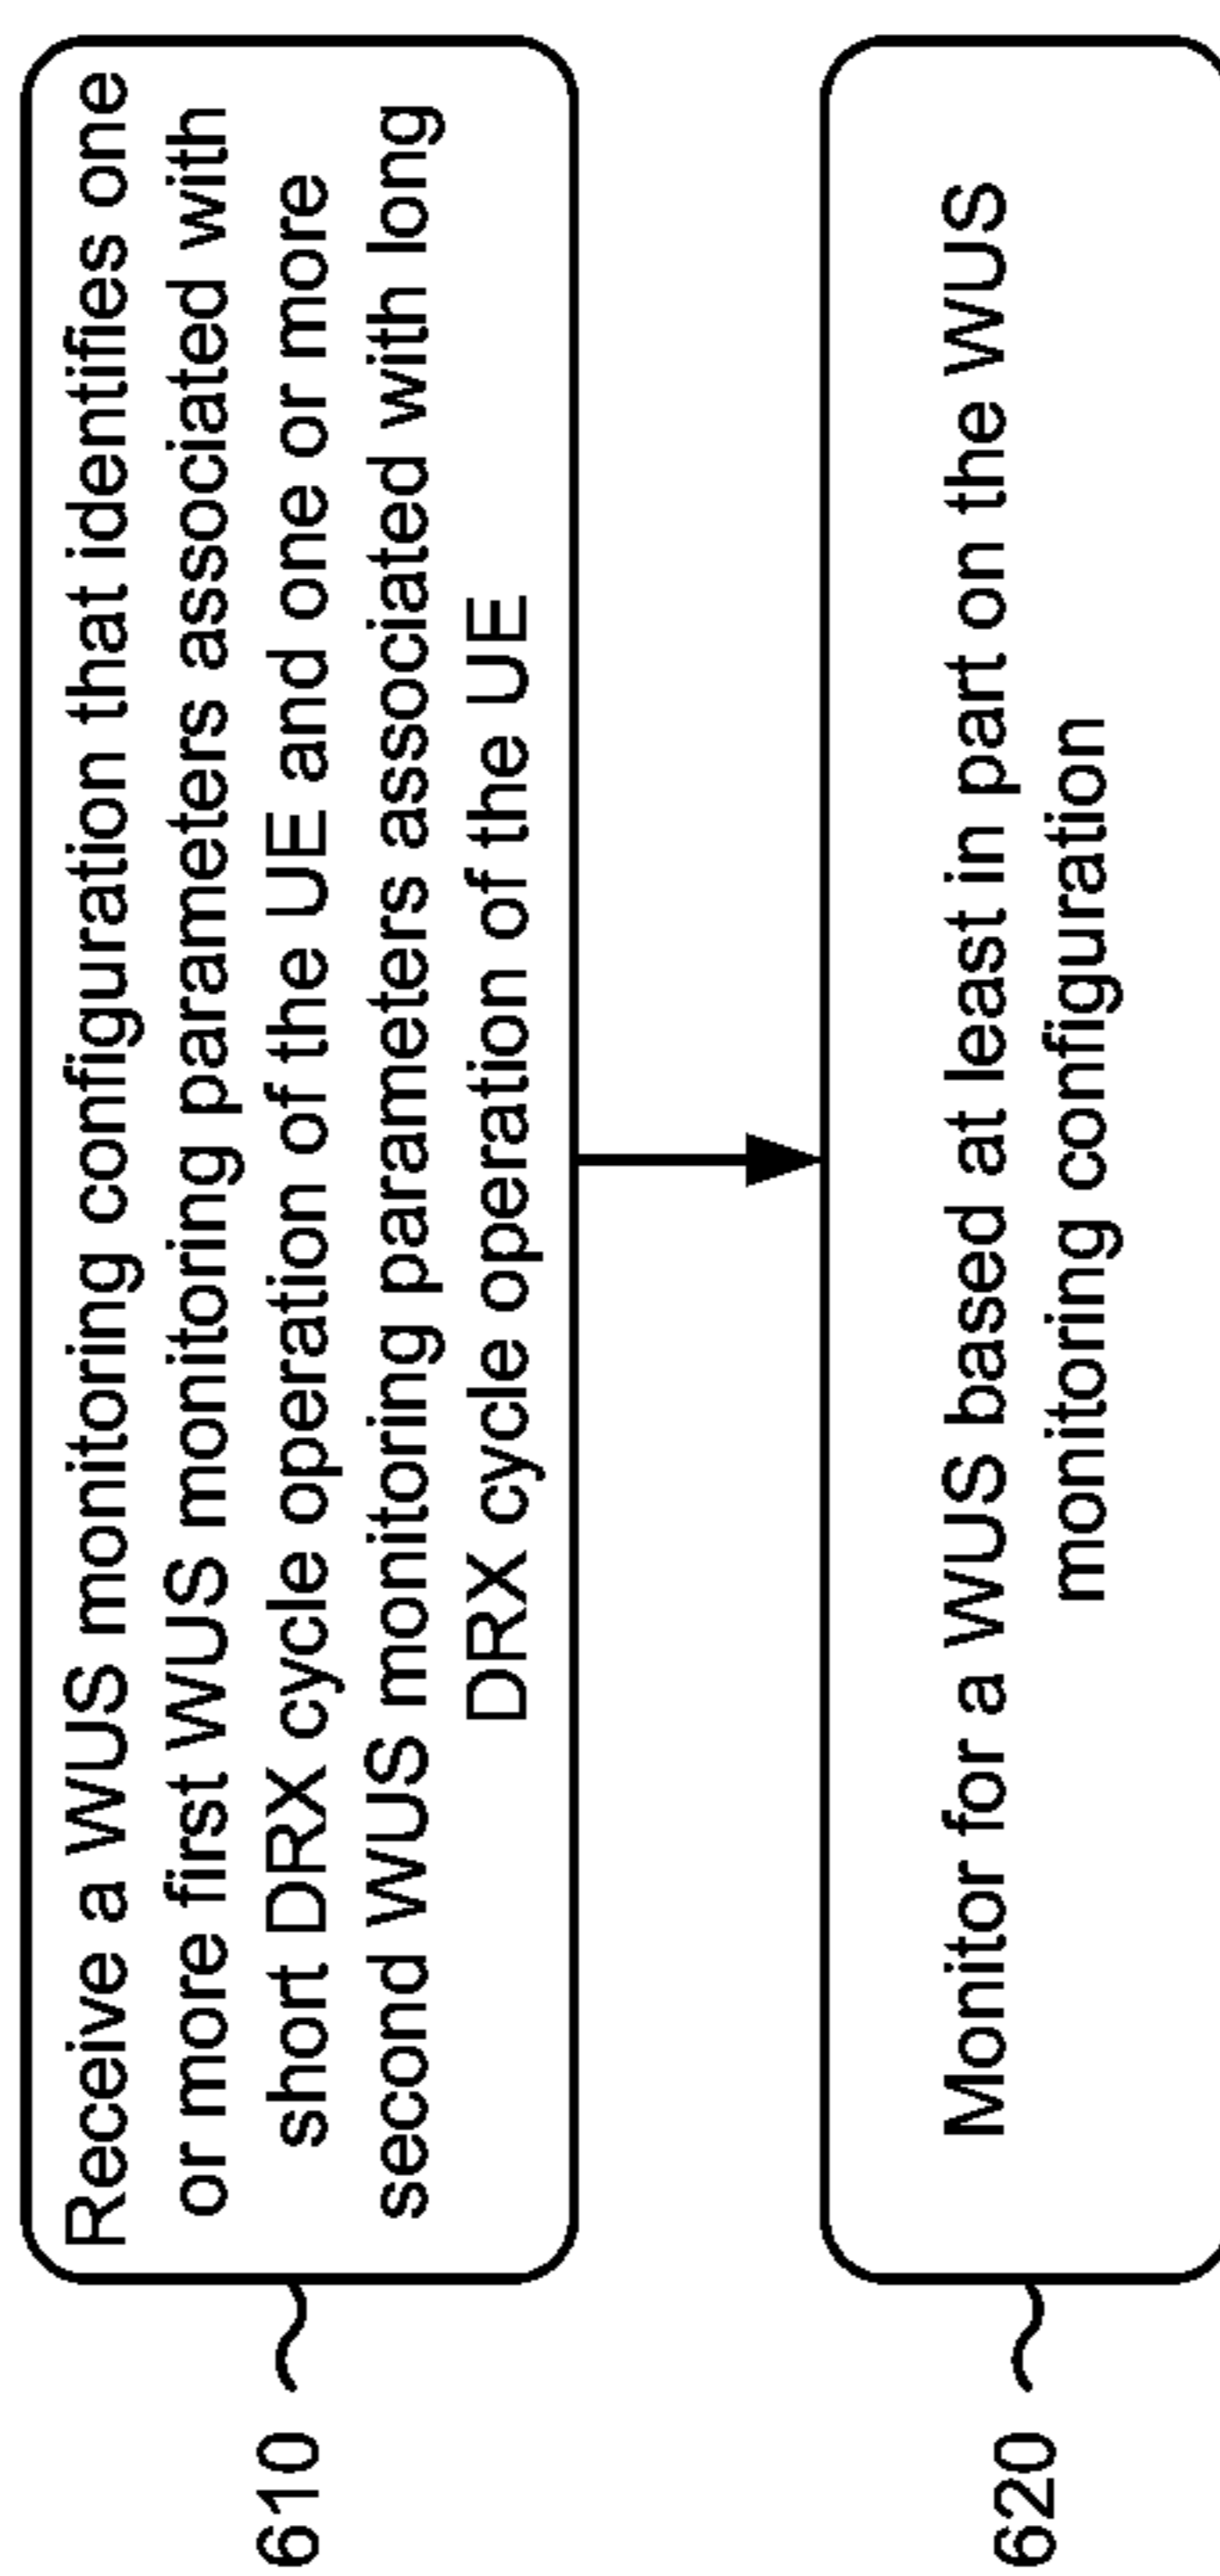 610
Receive a WUS monitoring configuration that identifies one
or more first WUS monitoring parameters associated with
short DRX cycle operation of the UE and one or more
second WUS monitoring parameters associated with long
DRX cycle operation of the UE
620
Monitor for a WUS based at least in part on the WUS
monitoring configuration